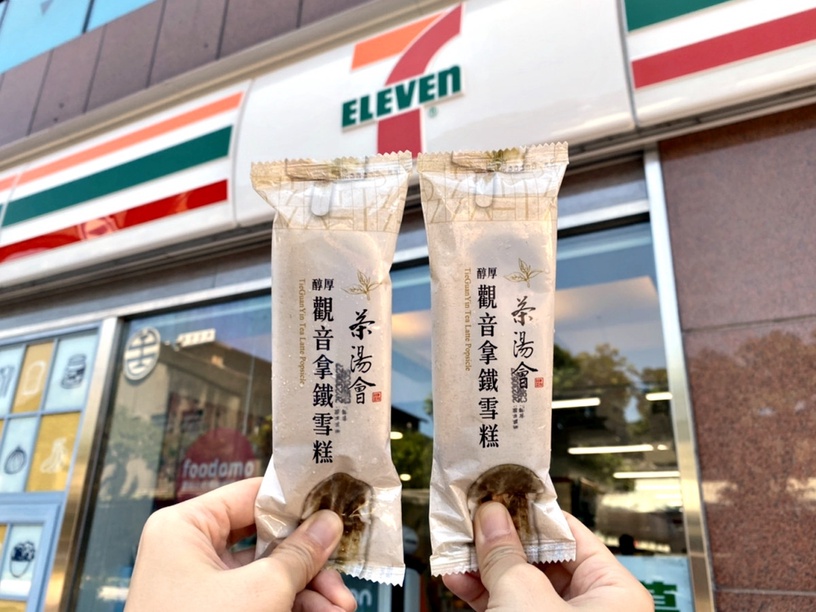 7
ELEVEN
®
茶湯會
醇厚
觀音拿鐵雪糕
TieGuanYin Tea Latte Popsicle
茶湯會
醇厚
觀音拿鐵雪糕
TieGuanYin Tea Latte Popsicle
foodomo